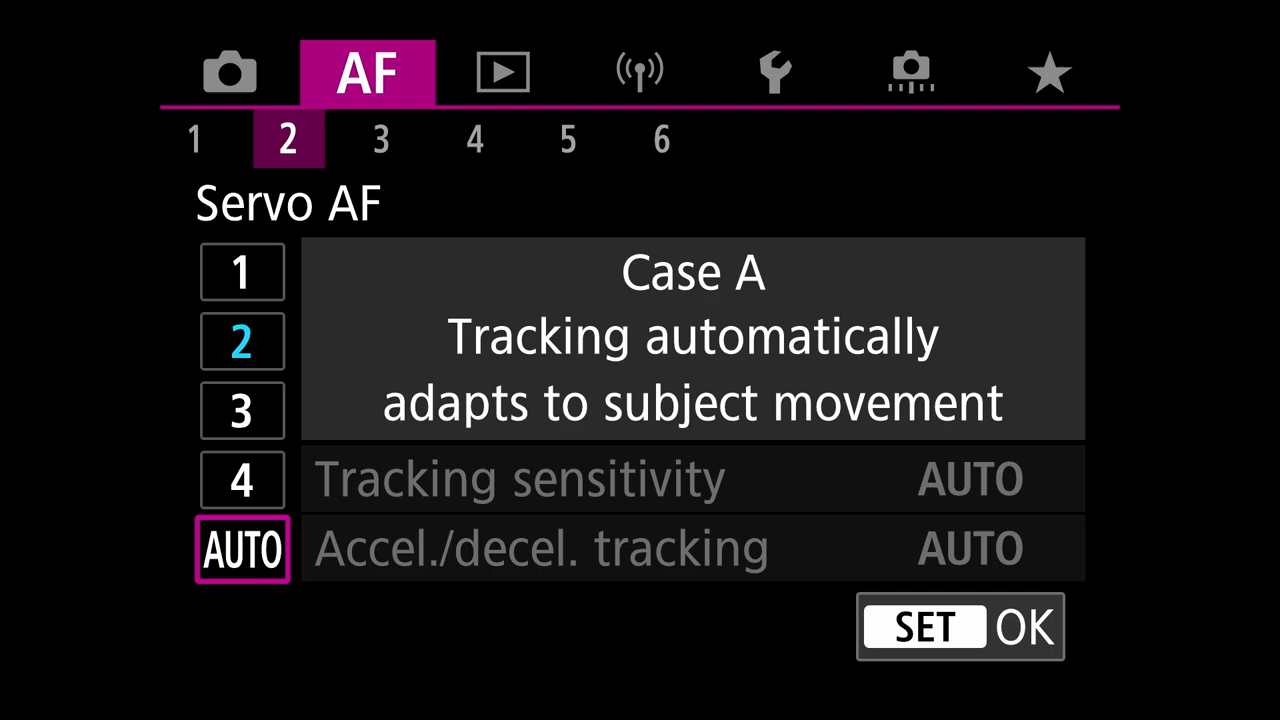 AF
1 2 3 4 5 6
Servo AF
1
Case A
2
Tracking automatically
3
adapts to subject movement
4
Tracking sensitivity AUTO
AUTO
Accel./decel. tracking AUTO
SET OK